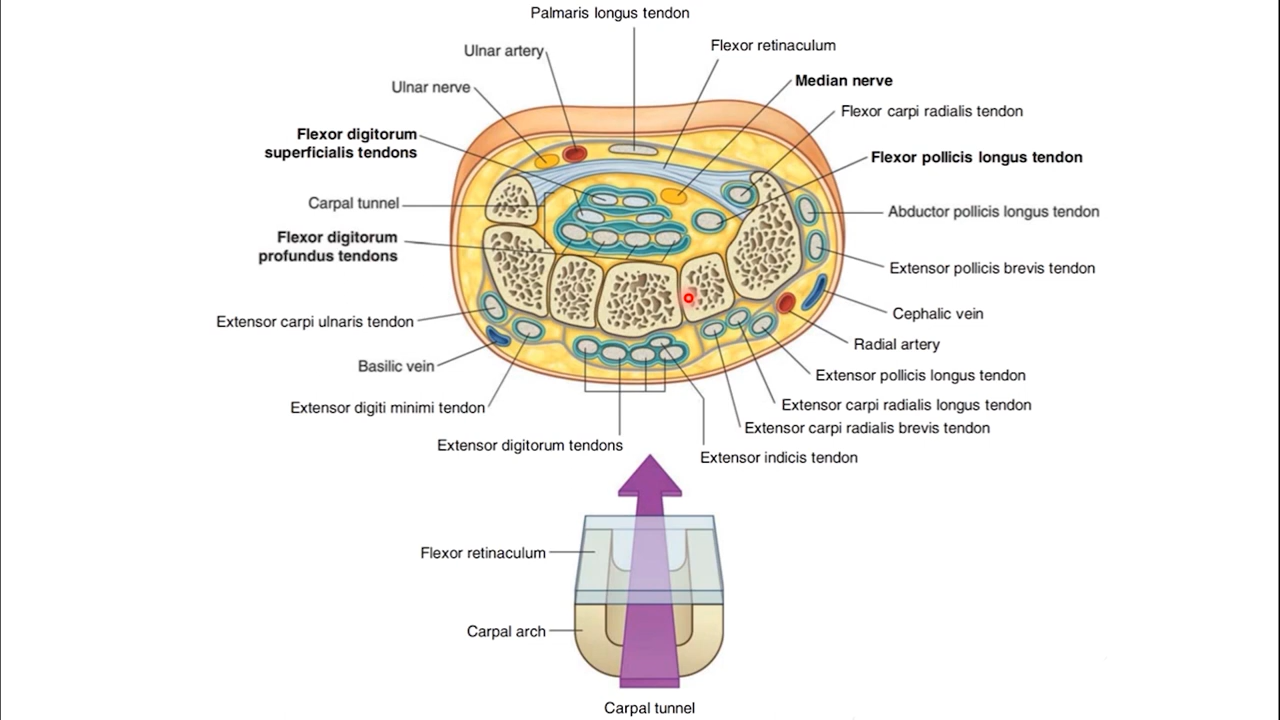 Palmaris longus tendon
Ulnar artery
Flexor retinaculum
Ulnar nerve
Median nerve
Flexor carpi radialis tendon
Flexor digitorum
superficialis tendons
Flexor pollicis longus tendon
Carpal tunnel
Abductor pollicis longus tendon
Flexor digitorum
profundus tendons
Extensor pollicis brevis tendon
Extensor carpi ulnaris tendon
Cephalic vein
Radial artery
Basilic vein
Extensor pollicis longus tendon
Extensor digiti minimi tendon
Extensor carpi radialis longus tendon
Extensor carpi radialis brevis tendon
Extensor digitorum tendons
Extensor indicis tendon
Flexor retinaculum
Carpal arch
Carpal tunnel